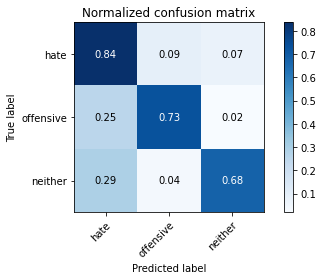 Normalized confusion matrix
0.8
hate 0.84 0.09 0.07
0.7
0.6
0.5
True label
offensive 0.25 0.73 0.02
0.4
0.3
neither 0.29 0.04 0.68
0.2
0.1
hate offensive neither
Predicted label